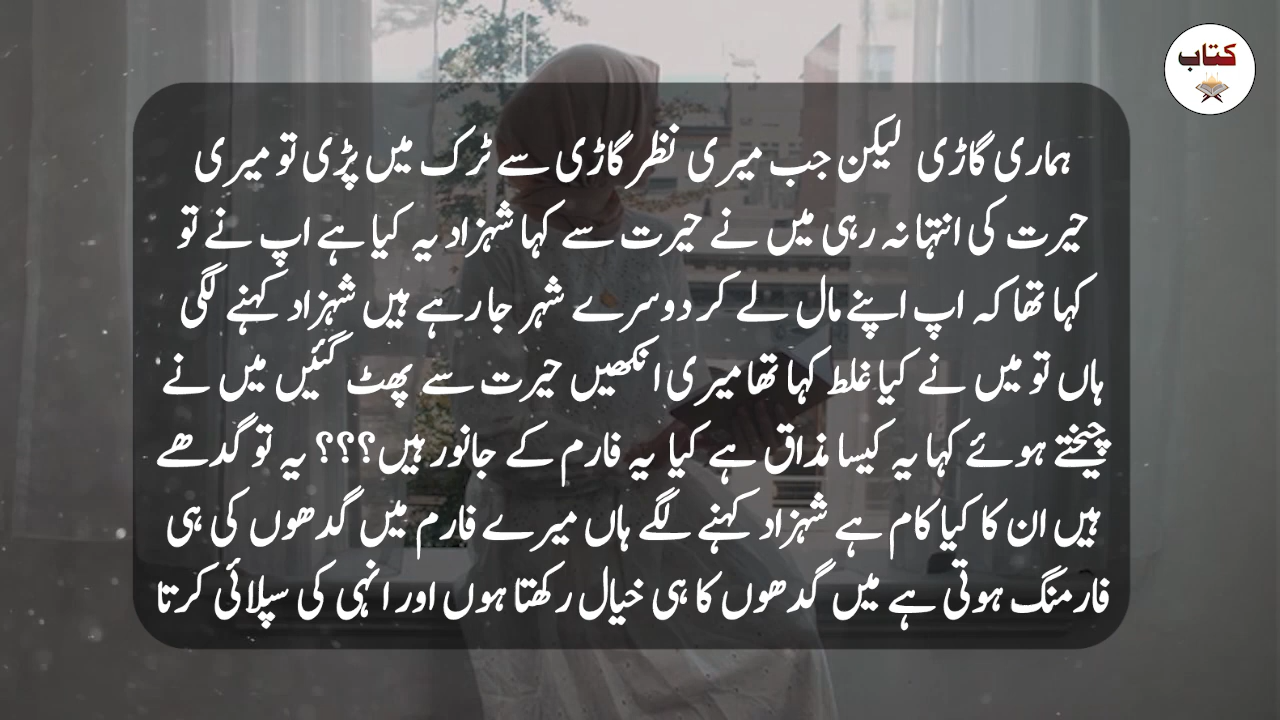 کتاب
ہماری گاڑی لیکن جب میری نظر گاڑی سے ٹرک میں پڑی تو میری
حیرت کی انتہا نہ رہی میں نے حیرت سے کہا شہزاد یہ کیا ہے اپ نے تو
کہا تھا کہ اپ اپنے مال لے کر دوسرے شہر جا رہے ہیں شہزاد کہنے لگی
ہاں تو میں نے کیا غلط کہا تھا میری انکھیں حیرت سے پھٹ گئیں میں نے
چیختے ہوئے کہا یہ کیسا مذاق ہے کیا یہ فارم کے جانور ہیں؟؟؟ یہ تو گدھے
ہیں ان کا کیا کام ہے شہزاد کہنے لگے ہاں میرے فارم میں گدھوں کی ہی
فارمنگ ہوتی ہے میں گدھوں کا ہی خیال رکھتا ہوں اور انہی کی سپلائی کرتا